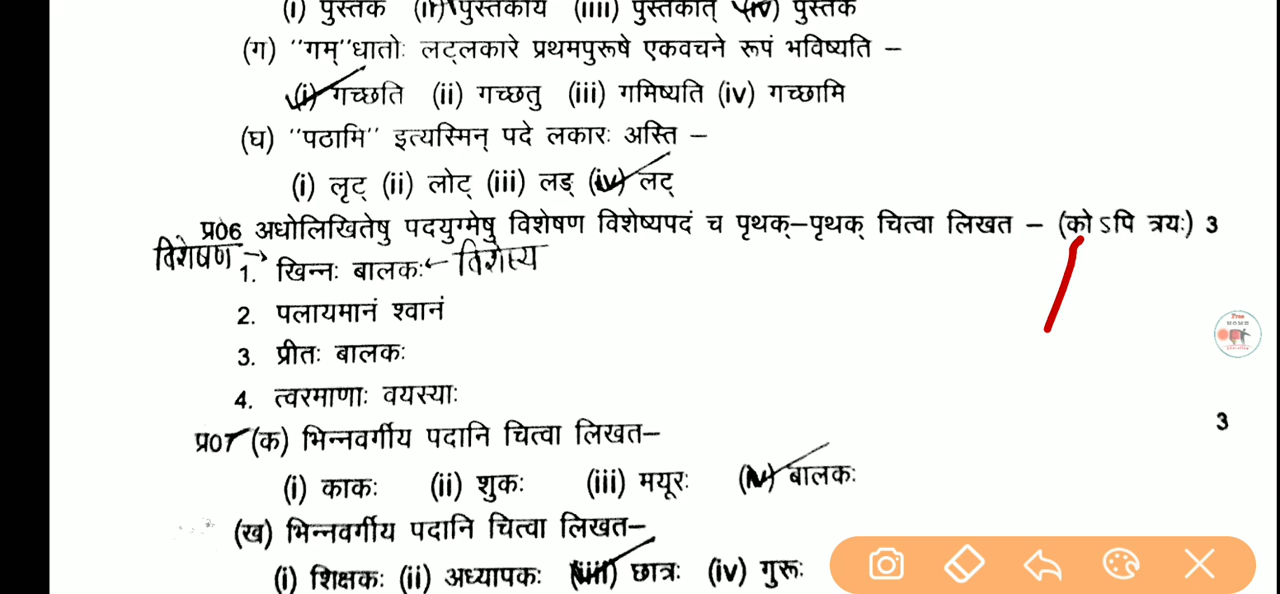 (i) पुस्तक (ii) पुस्तकाय (iiii) पुस्तकात् (iv) पुस्तक
(ग) "गम्"धातोः लट्लकारे प्रथमपुरूषे एकवचने रूपं भविष्यति –
(i) गच्छति (ii) गच्छतु (iii) गमिष्यति (iv) गच्छामि
(घ) "पठामि" इत्यस्मिन् पदे लकारः अस्ति –
(i) लृट् (ii) लोट् (iii) लङ् (iv) लट्
प्र06 अधोलिखितेषु पदयुग्मेषु विशेषण विशेष्यपदं च पृथक्–पृथक् चित्वा लिखत – (को ऽपि त्रयः) 3
विशेषण → 1. खिन्नः बालकः ← विशेस्य
2. पलायमानं श्वानं
3. प्रीतः बालकः
4. त्वरमाणाः वयस्याः
3
प्र07 (क) भिन्नवर्गीय पदानि चित्वा लिखत–
(i) काकः (ii) शुकः (iii) मयूरः (iv) बालकः
(ख) भिन्नवर्गीय पदानि चित्वा लिखत–
(i) शिक्षकः (ii) अध्यापकः (iii) छात्रः (iv) गुरूः